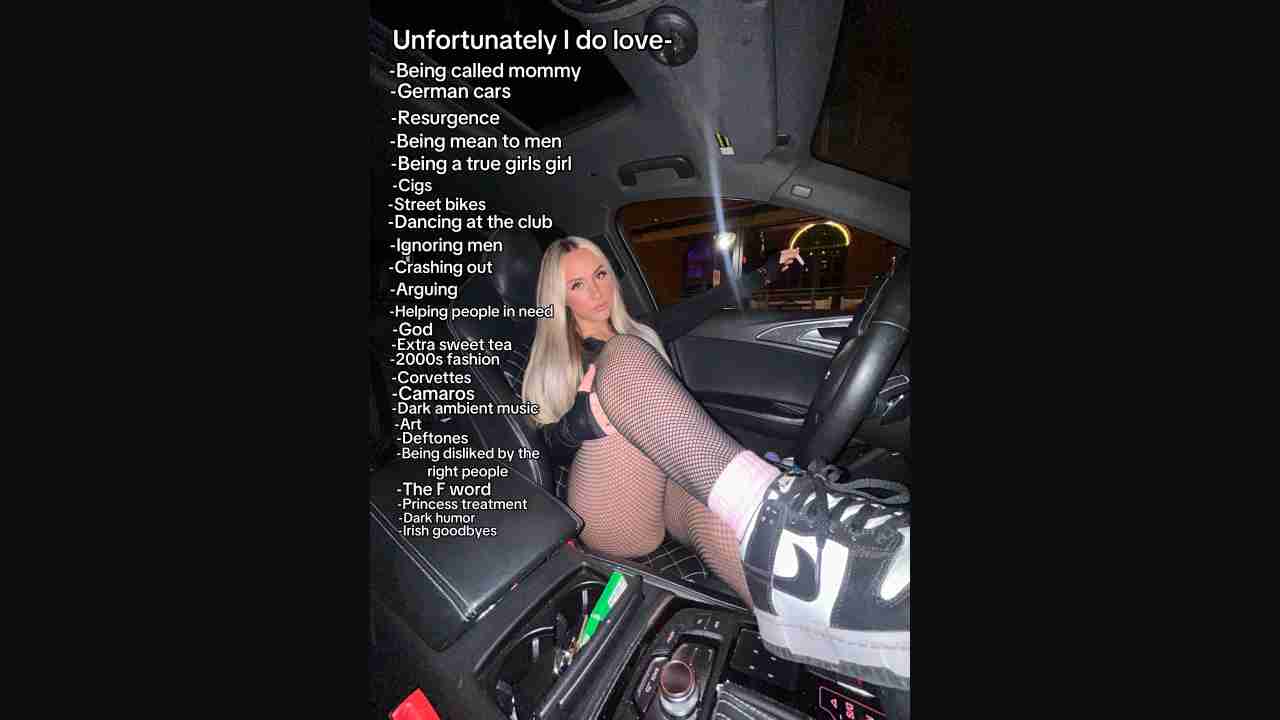 Unfortunately I do love-
-Being called mommy
-German cars
-Resurgence
-Being mean to men
-Being a true girls girl
-Cigs
-Street bikes
-Dancing at the club
-Ignoring men
-Crashing out
-Arguing
-Helping people in need
-God
-Extra sweet tea
-2000s fashion
-Corvettes
-Camaros
-Dark ambient music
-Art
-Deftones
-Being disliked by the
right people
-The F word
-Princess treatment
-Dark humor
-Irish goodbyes